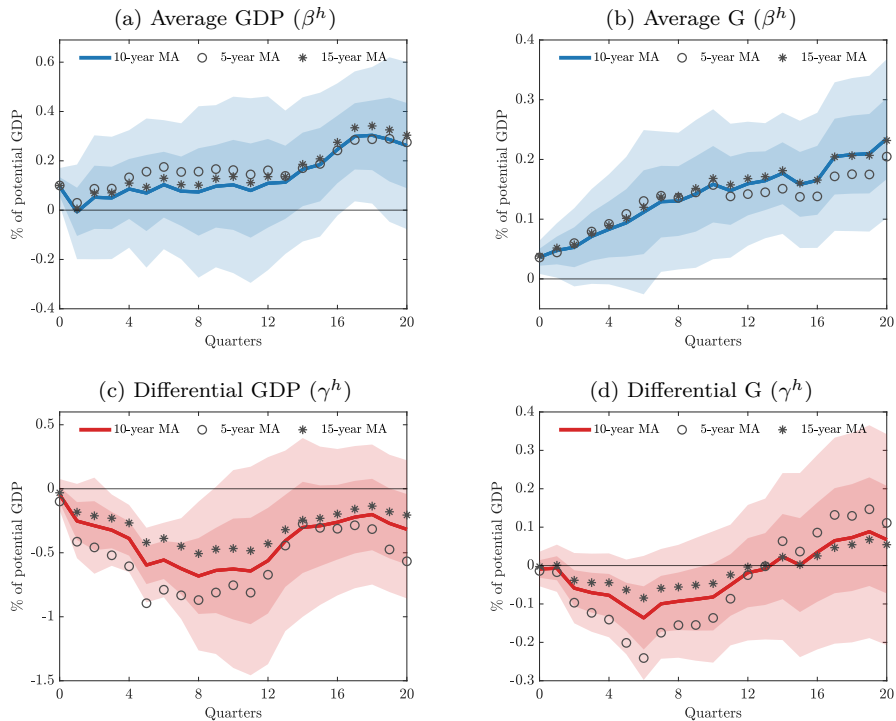 (a) Average GDP (β^h)
10-year MA 5-year MA 15-year MA
% of potential GDP
0.6
0.4
0.2
0
-0.2
-0.4
0 4 8 12 16 20
Quarters
(b) Average G (β^h)
10-year MA 5-year MA 15-year MA
% of potential GDP
0.4
0.3
0.2
0.1
0
0 4 8 12 16 20
Quarters
(c) Differential GDP (γ^h)
10-year MA 5-year MA 15-year MA
% of potential GDP
0.5
0
-0.5
-1
-1.5
0 4 8 12 16 20
Quarters
(d) Differential G (γ^h)
10-year MA 5-year MA 15-year MA
% of potential GDP
0.4
0.3
0.2
0.1
0
-0.1
-0.2
-0.3
0 4 8 12 16 20
Quarters